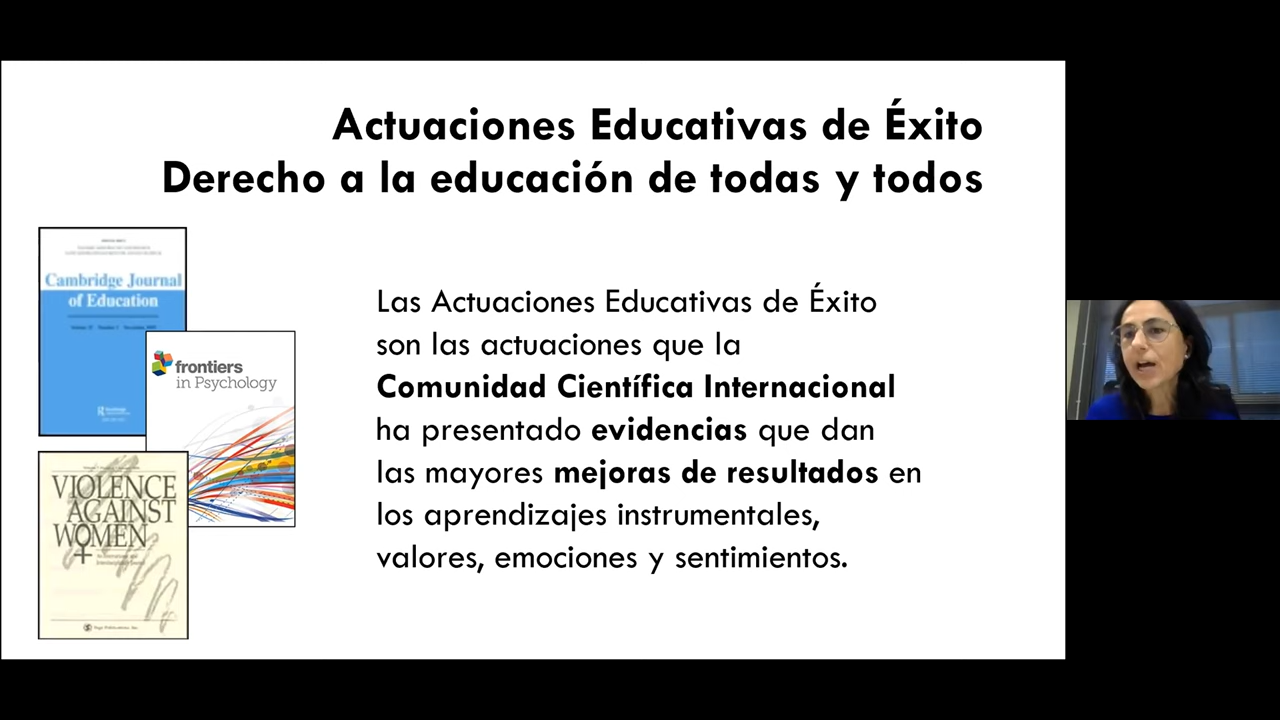 Actuaciones Educativas de Éxito
Derecho a la educación de todas y todos
Cambridge Journal
of Education
frontiers
in Psychology
VIOLENCE
AGAINST
WOMEN
Las Actuaciones Educativas de Éxito
son las actuaciones que la
Comunidad Científica Internacional
ha presentado evidencias que dan
las mayores mejoras de resultados en
los aprendizajes instrumentales,
valores, emociones y sentimientos.